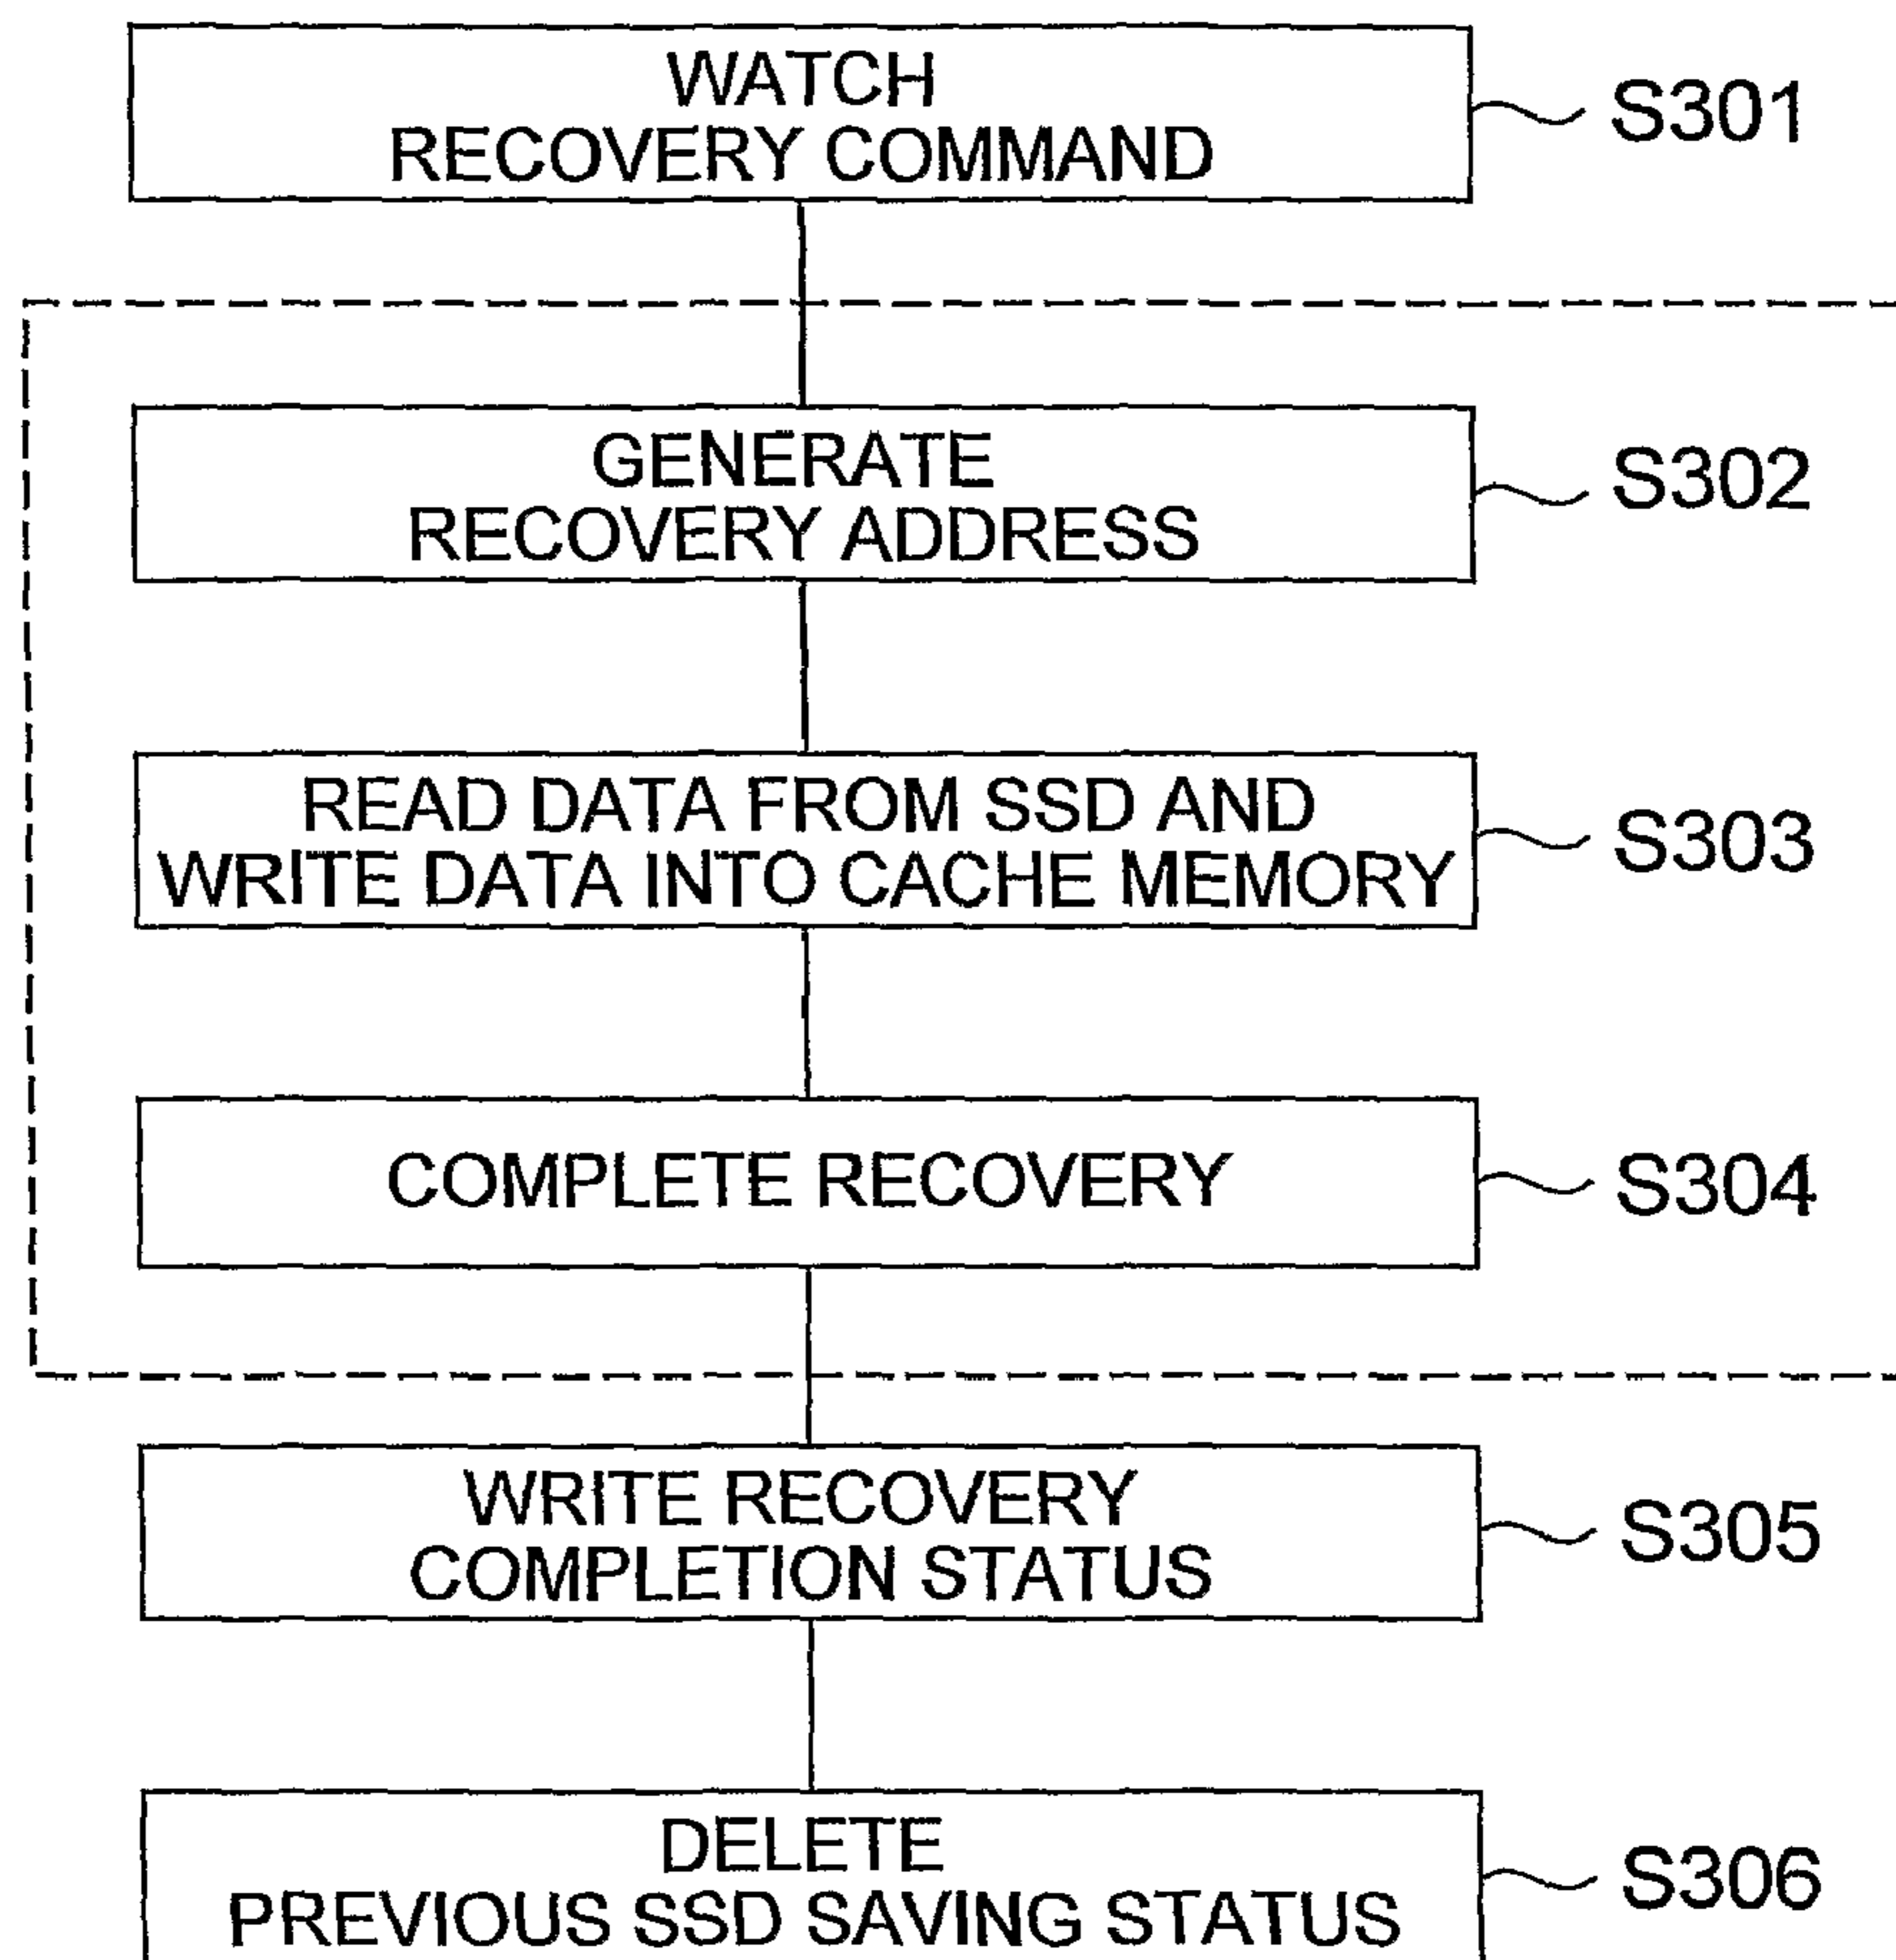 WATCH
RECOVERY COMMAND
S301
GENERATE
RECOVERY ADDRESS
S302
READ DATA FROM SSD AND
WRITE DATA INTO CACHE MEMORY
S303
COMPLETE RECOVERY
S304
WRITE RECOVERY
COMPLETION STATUS
S305
DELETE
PREVIOUS SSD SAVING STATUS
S306